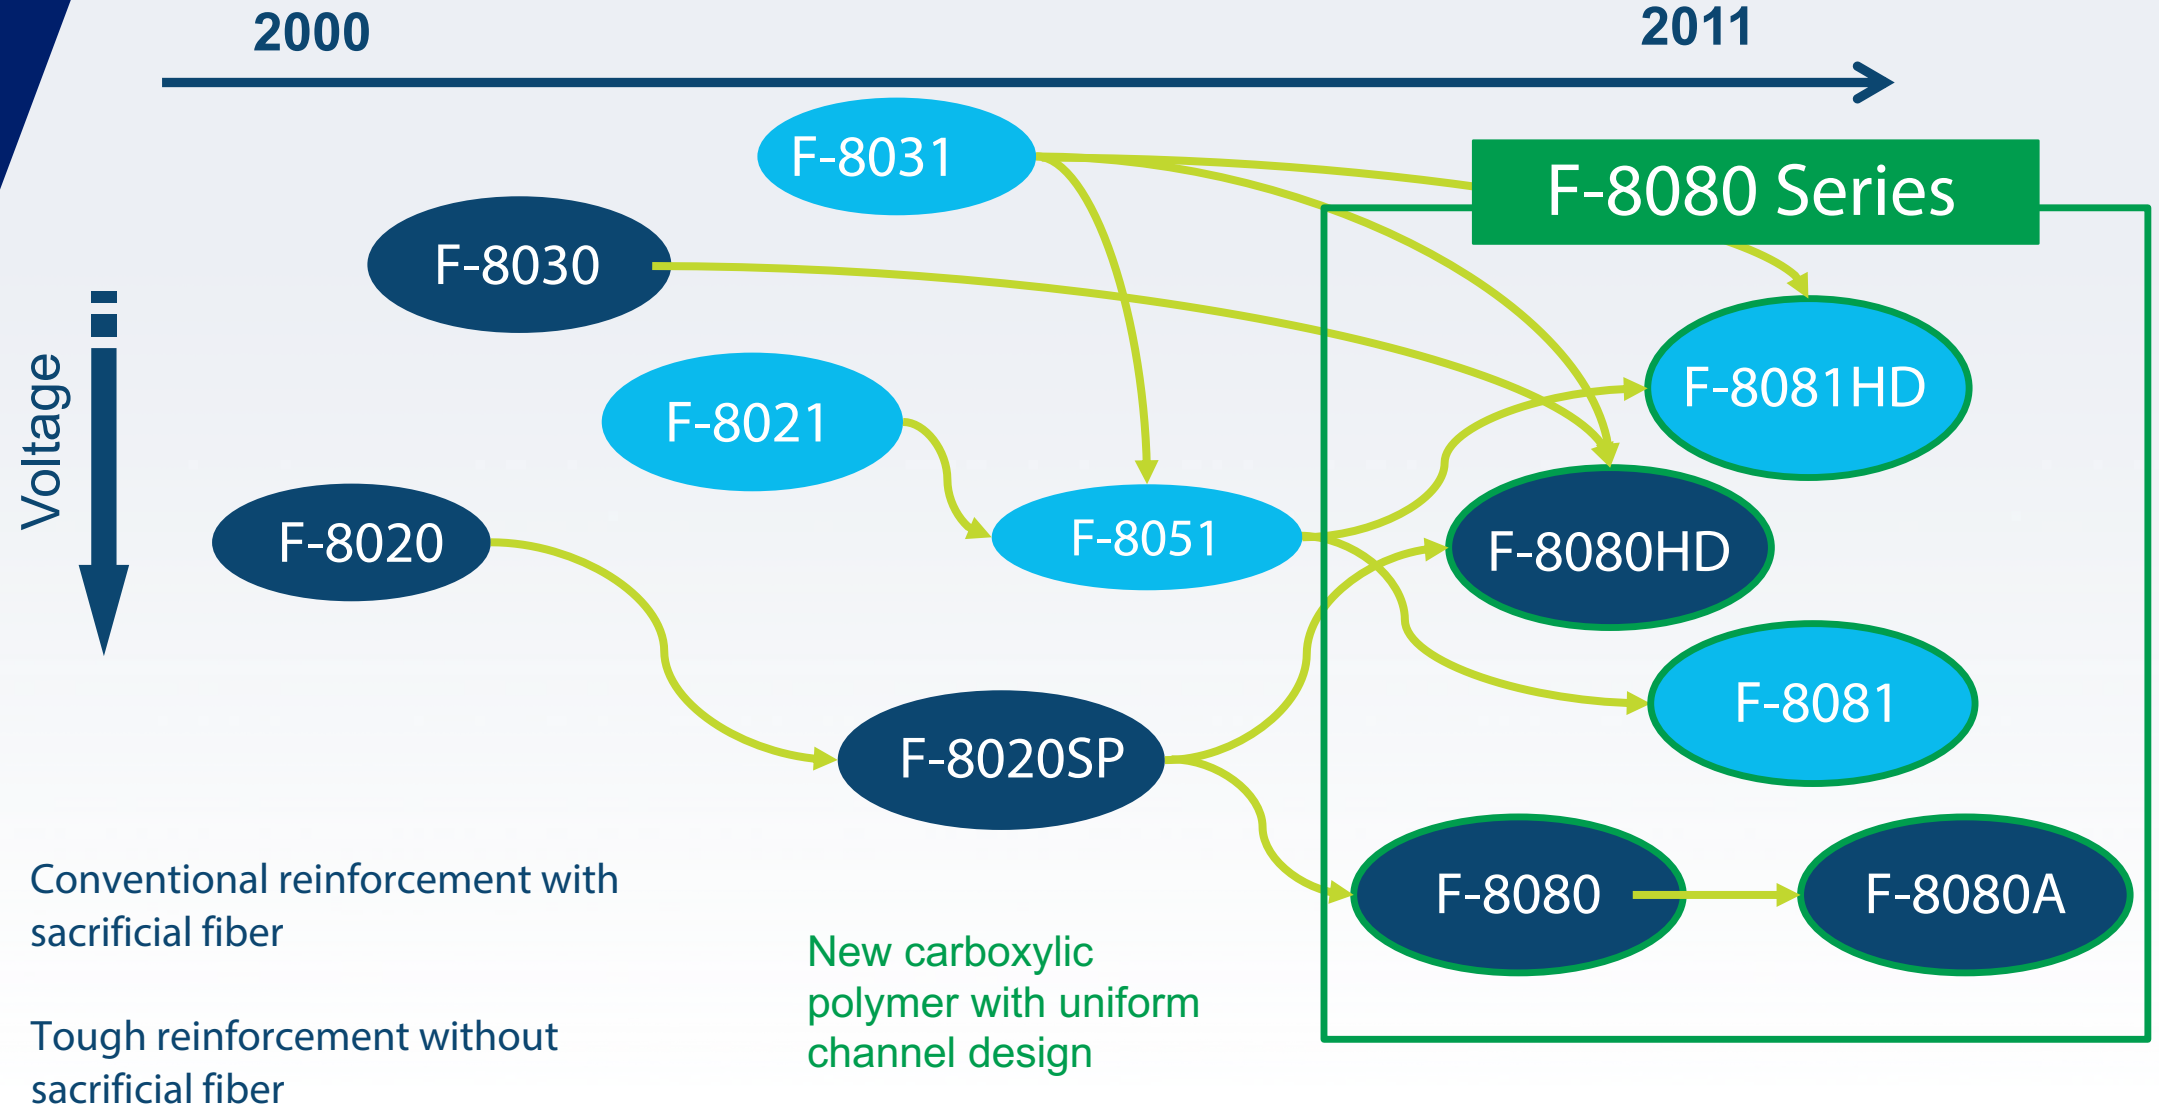 2000
2011
F-8031
F-8080 Series
F-8030
F-8081HD
F-8021
Voltage
F-8020
F-8051
F-8080HD
F-8081
F-8020SP
F-8080
F-8080A
Conventional reinforcement with
sacrificial fiber
New carboxylic
polymer with uniform
channel design
Tough reinforcement without
sacrificial fiber